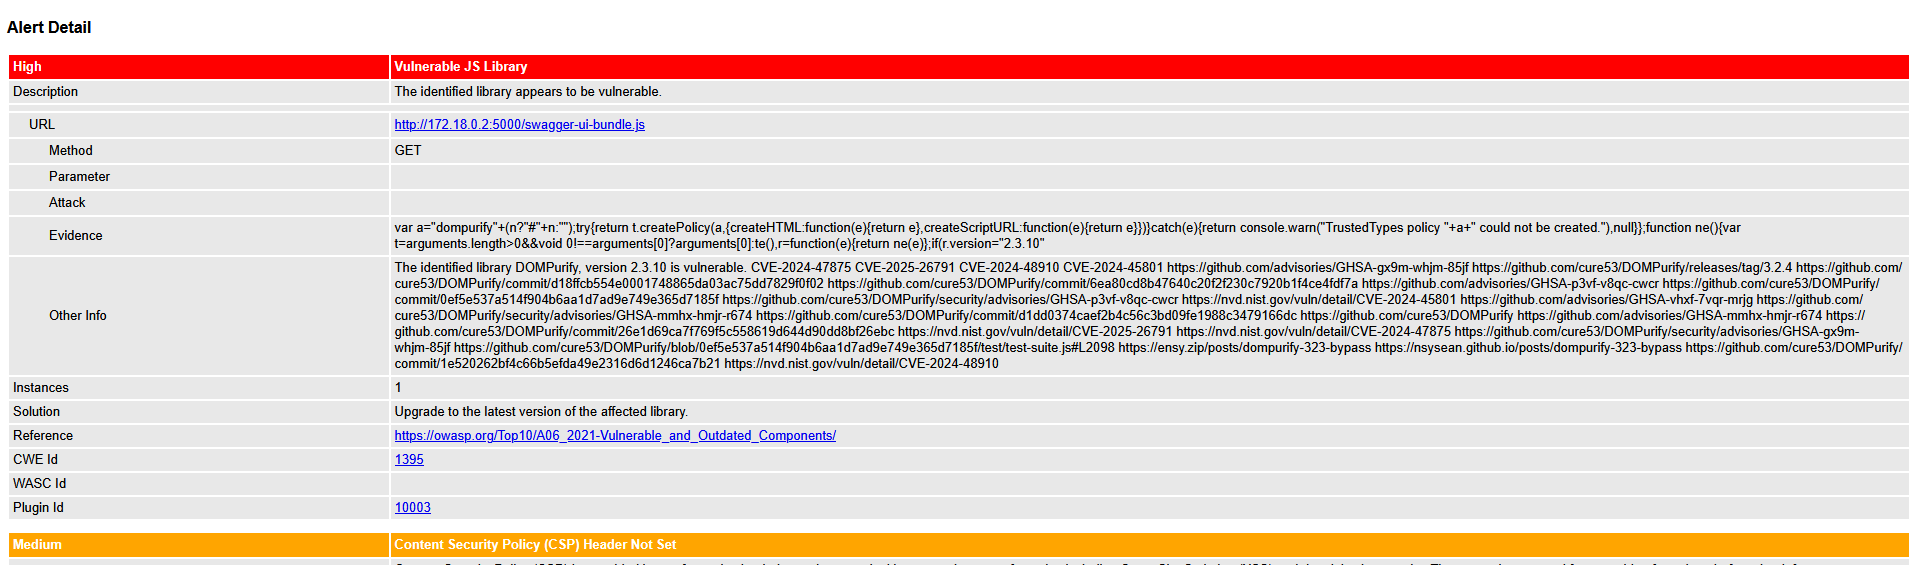 Alert Detail
High
Vulnerable JS Library
Description
The identified library appears to be vulnerable.
URL
http://172.18.0.2:5000/swagger-ui-bundle.js
Method
GET
Parameter
Attack
Evidence
var a="dompurify"+(n?"#"+n:"");try{return t.createPolicy(a,{createHTML:function(e){return e},createScriptURL:function(e){return e}})}catch(e){return console.warn("TrustedTypes policy "+a+" could not be created."),null}};function ne(){var
t=arguments.length>0&&void 0!==arguments[0]?arguments[0]:te(),r=function(e){return ne(e)};if(r.version="2.3.10"
Other Info
The identified library DOMPurify, version 2.3.10 is vulnerable. CVE-2024-47875 CVE-2025-26791 CVE-2024-48910 CVE-2024-45801 https://github.com/advisories/GHSA-gx9m-whjm-85jf https://github.com/cure53/DOMPurify/releases/tag/3.2.4 https://github.com/
cure53/DOMPurify/commit/d18ffcb554e0001748865da03ac75dd7829f0f02 https://github.com/cure53/DOMPurify/commit/6ea80cd8b47640c20f2f230c7920b1f4ce4fdf7a https://github.com/advisories/GHSA-p3vf-v8qc-cwcr https://github.com/cure53/DOMPurify/
commit/0ef5e537a514f904b6aa1d7ad9e749e365d7185f https://github.com/cure53/DOMPurify/security/advisories/GHSA-p3vf-v8qc-cwcr https://nvd.nist.gov/vuln/detail/CVE-2024-45801 https://github.com/advisories/GHSA-vhxf-7vqr-mrjg https://github.com/
cure53/DOMPurify/security/advisories/GHSA-mmhx-hmjr-r674 https://github.com/cure53/DOMPurify/commit/d1dd0374caef2b4c56c3bd09fe1988c3479166dc https://github.com/cure53/DOMPurify https://github.com/advisories/GHSA-mmhx-hmjr-r674 https://
github.com/cure53/DOMPurify/commit/26e1d69ca7f769f5c558619d644d90dd8bf26ebc https://nvd.nist.gov/vuln/detail/CVE-2025-26791 https://nvd.nist.gov/vuln/detail/CVE-2024-47875 https://github.com/cure53/DOMPurify/security/advisories/GHSA-gx9m-
whjm-85jf https://github.com/cure53/DOMPurify/blob/0ef5e537a514f904b6aa1d7ad9e749e365d7185f/test/test-suite.js#L2098 https://ensy.zip/posts/dompurify-323-bypass https://nsysean.github.io/posts/dompurify-323-bypass https://github.com/cure53/DOMPurify/
commit/1e520262bf4c66b5efda49e2316d6d1246ca7b21 https://nvd.nist.gov/vuln/detail/CVE-2024-48910
Instances
1
Solution
Upgrade to the latest version of the affected library.
Reference
https://owasp.org/Top10/A06_2021-Vulnerable_and_Outdated_Components/
CWE Id
1395
WASC Id
Plugin Id
10003
Medium
Content Security Policy (CSP) Header Not Set